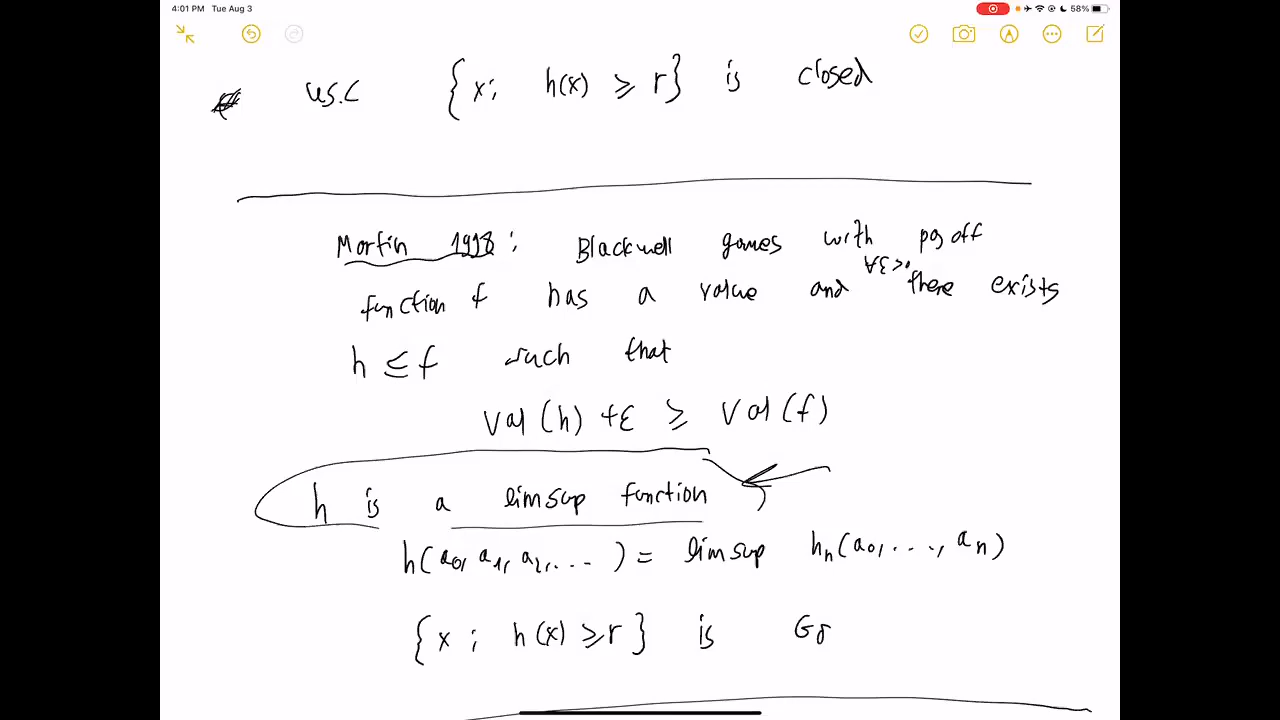 4:01 PM Tue Aug 3
58%
u.s.c {x; h(x) ≥ r} is closed
Martin 1998: Blackwell games with payoff
∀ε>0
function f has a value and there exists
h ≤ f such that
Val(h) +ε ≥ Val(f)
h is a limsup function
h(a₀, a₁, a₂, ... ) = limsup hₙ(a₀, ..., aₙ)
{x ; h(x) ≥ r} is Gδ